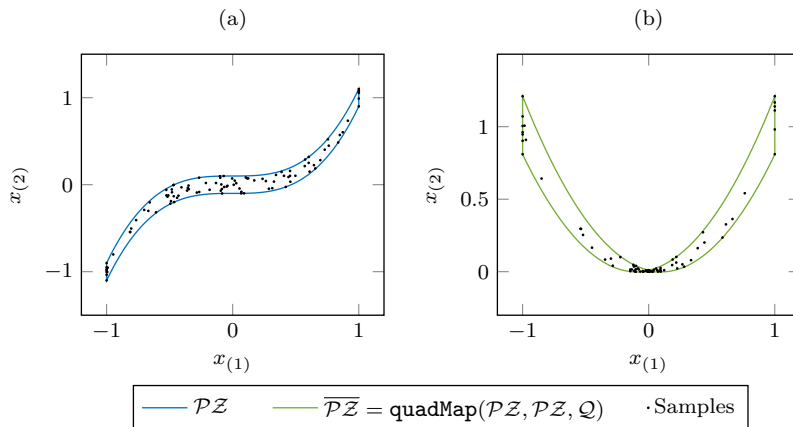 (a)
(b)
1
0
−1
x(2)
−1
0
1
x(1)
1
0.5
0
x(2)
−1
0
1
x(1)
𝒫𝒵
𝒫𝒵̅ = quadMap(𝒫𝒵, 𝒫𝒵, 𝒬)
Samples